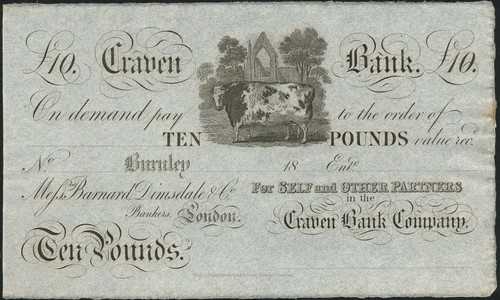 £10. Craven Bank. £10.
On demand pay to the order of
TEN POUNDS value recd.
No Burnley 18 Entd
Messrs Barnard, Dimsdale & Co. For SELF and OTHER PARTNERS
Bankers, London. in the
Craven Bank Company.
Ten Pounds.